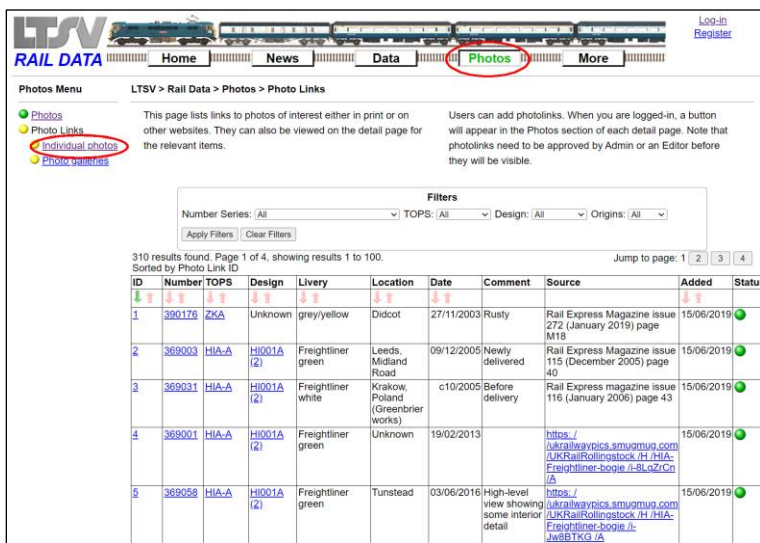 LTSV
RAIL DATA
Home
News
Data
Photos
More
Log-in
Register
Photos Menu
Photos
Photo Links
Individual photos
Photo galleries
LTSV > Rail Data > Photos > Photo Links
This page lists links to photos of interest either in print or on
other websites. They can also be viewed on the detail page for
the relevant items.
Users can add photolinks. When you are logged-in, a button
will appear in the Photos section of each detail page. Note that
photolinks need to be approved by Admin or an Editor before
they will be visible.
Filters
Number Series: All TOPS: All Design: All Origins: All
Apply Filters Clear Filters
310 results found. Page 1 of 4, showing results 1 to 100.
Jump to page: 1 2 3 4
Sorted by Photo Link ID
ID Number TOPS Design Livery Location Date Comment Source Added Statu
1 390176 ZKA Unknown grey/yellow Didcot 27/11/2003 Rusty Rail Express Magazine issue 15/06/2019
272 (January 2019) page
M18
2 369003 HIA-A HI001A Freightliner Leeds, 09/12/2005 Newly Rail Express Magazine issue 15/06/2019
(2) green Midland delivered 115 (December 2005) page
Road 40
3 369031 HIA-A HI001A Freightliner Krakow, c10/2005 Before Rail Express magazine issue 15/06/2019
(2) white Poland delivery 116 (January 2006) page 43
(Greenbrier
works)
4 369001 HIA-A HI001A Freightliner Unknown 19/02/2013 https: / 15/06/2019
(2) green /ukrailwaypics.smugmug.com
/UKRailRollingstock /H /HIA-
Freightliner-bogie /i-8LqZrCn
/A
5 369058 HIA-A HI001A Freightliner Tunstead 03/06/2016 High-level https: / 15/06/2019
(2) green view showing /ukrailwaypics.smugmug.com
some interior /UKRailRollingstock /H /HIA-
detail Freightliner-bogie /i-
Jw8BTKG /A